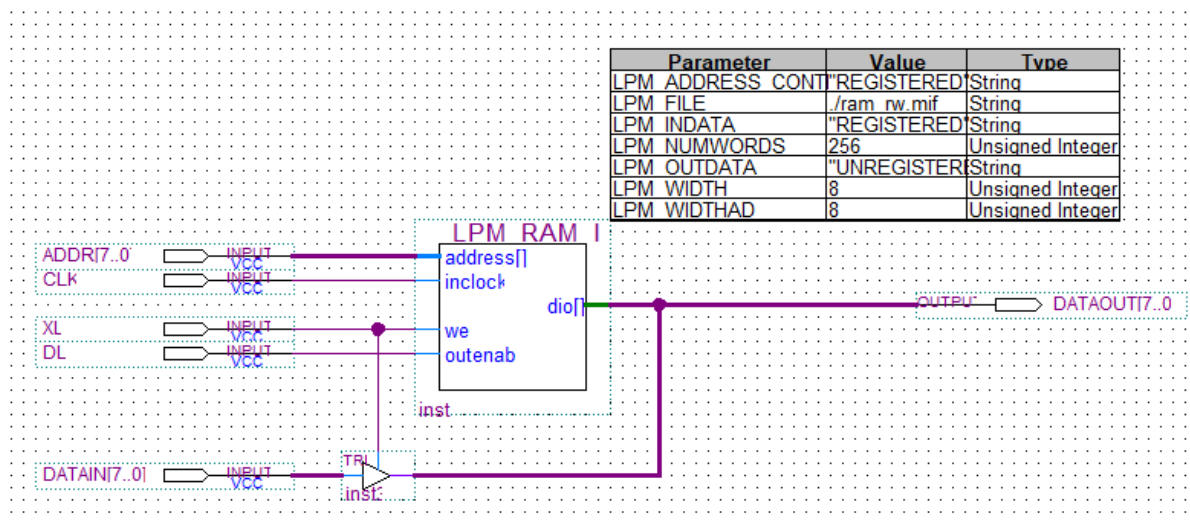 Parameter Value Type
LPM_ADDRESS_CONT "REGISTERED" String
LPM_FILE ./ram_rw.mif String
LPM_INDATA "REGISTERED" String
LPM_NUMWORDS 256 Unsigned Integer
LPM_OUTDATA "UNREGISTERE String
LPM_WIDTH 8 Unsigned Integer
LPM_WIDTHAD 8 Unsigned Integer
LPM_RAM_I
ADDR[7..0] INPUT VCC address[]
CLK INPUT VCC inclock
dio[] OUTPUT DATAOUT[7..0
XL INPUT VCC we
DL INPUT VCC outenab
inst
TRI
DATAIN[7..0] INPUT VCC